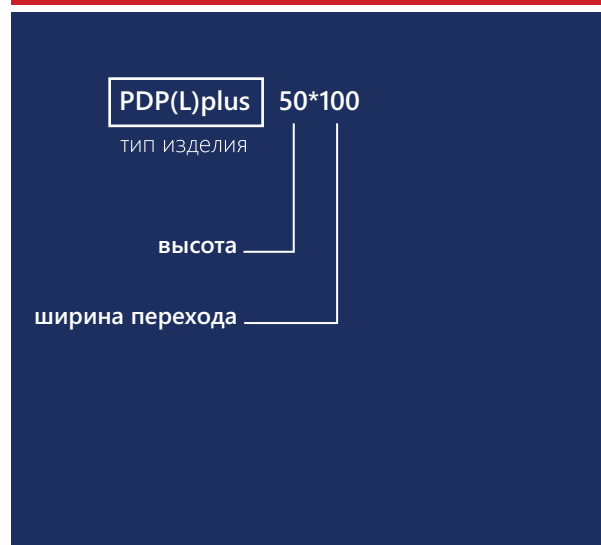 PDP(L)plus 50*100
тип изделия
высота
ширина перехода